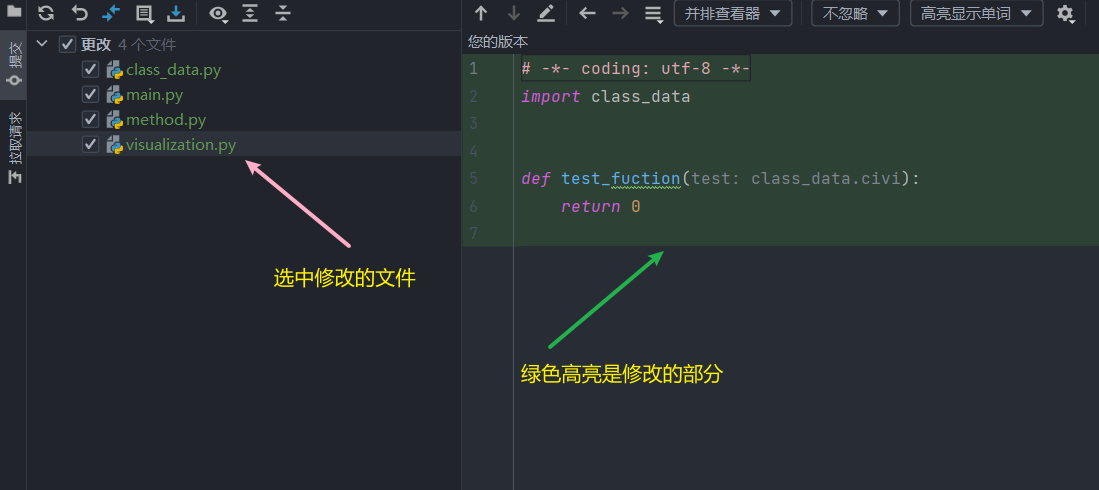 并排查看器
不忽略
高亮显示单词
提交
拉取请求
更改 4 个文件
class_data.py
main.py
method.py
visualization.py
选中修改的文件
您的版本
1 # -*- coding: utf-8 -*-
2 import class_data
3
4
5 def test_fuction(test: class_data.civi):
6 return 0
7
绿色高亮是修改的部分